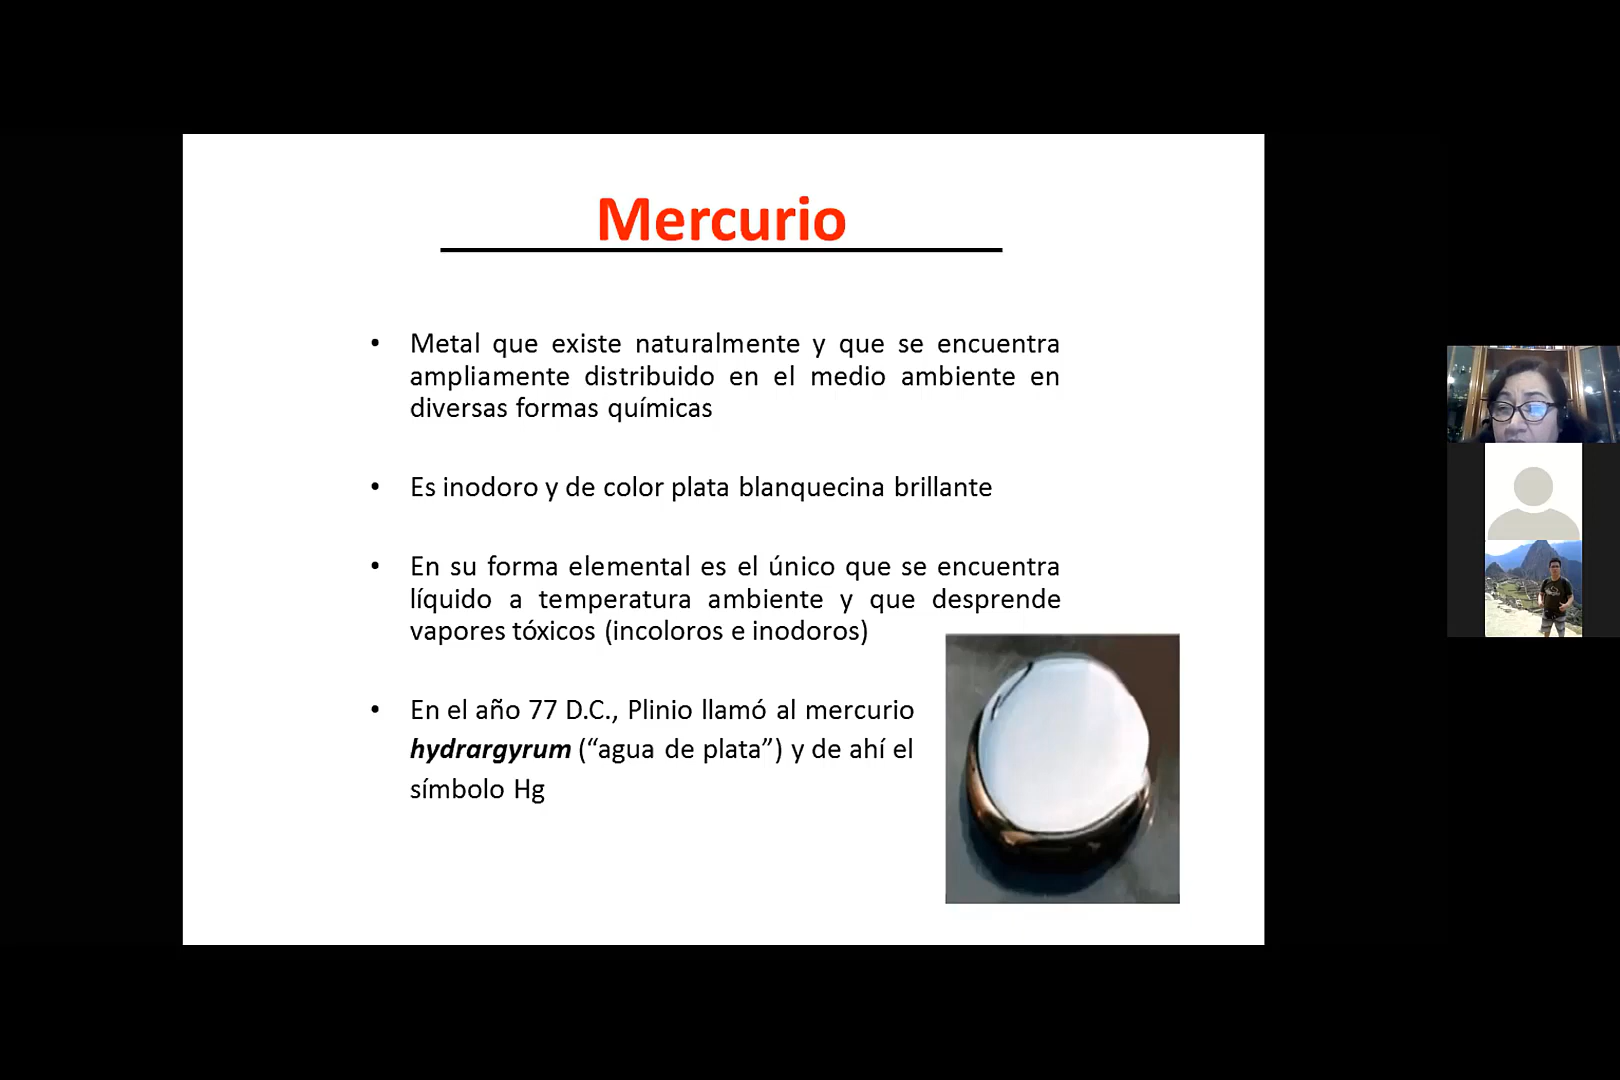 Mercurio
• Metal que existe naturalmente y que se encuentra
ampliamente distribuido en el medio ambiente en
diversas formas químicas
• Es inodoro y de color plata blanquecina brillante
• En su forma elemental es el único que se encuentra
líquido a temperatura ambiente y que desprende
vapores tóxicos (incoloros e inodoros)
• En el año 77 D.C., Plinio llamó al mercurio
hydrargyrum (“agua de plata”) y de ahí el
símbolo Hg